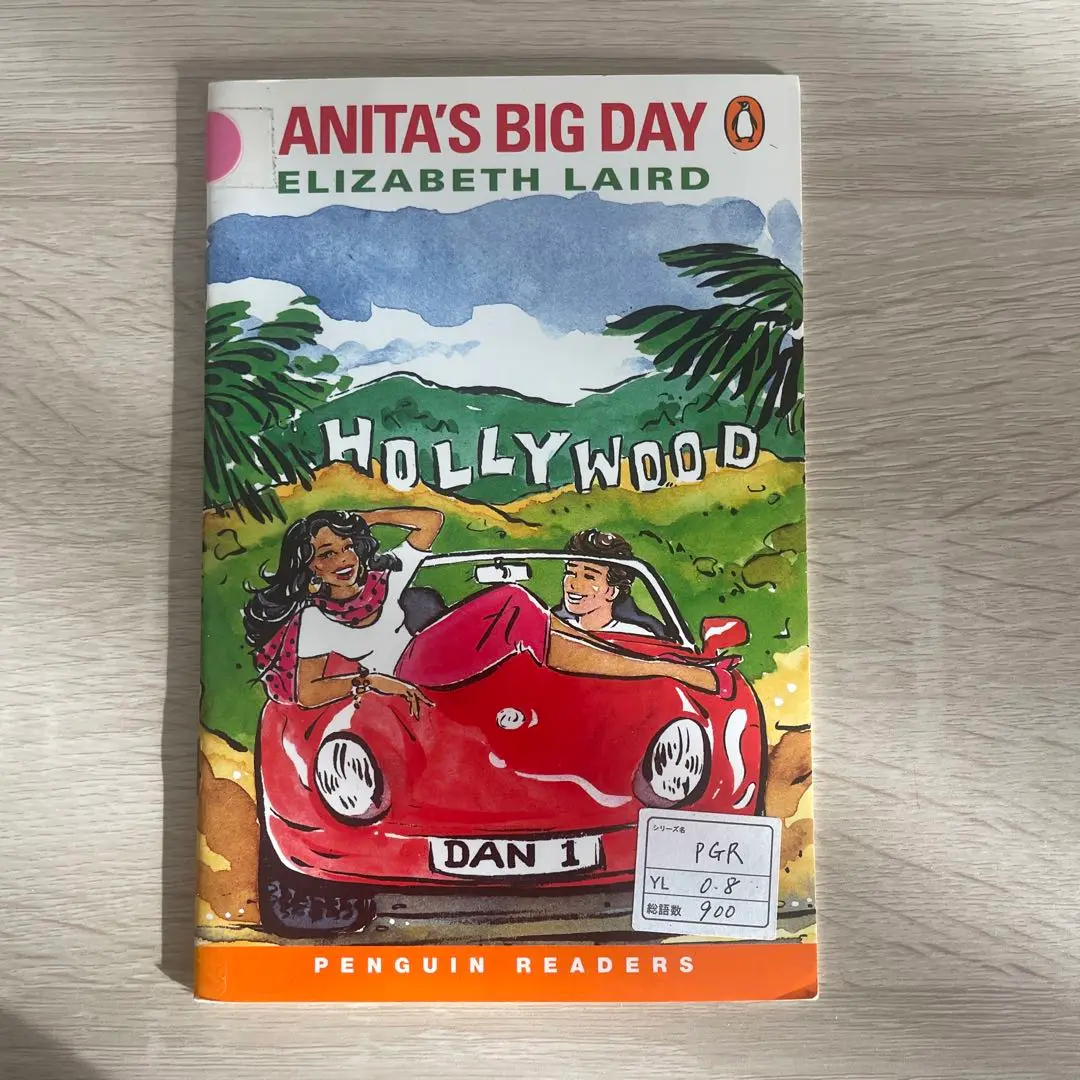 ANITA'S BIG DAY
ELIZABETH LAIRD
HOLLYWOOD
DAN 1
シリーズ名
PGR
YL 0.8
総語数 900
PENGUIN READERS